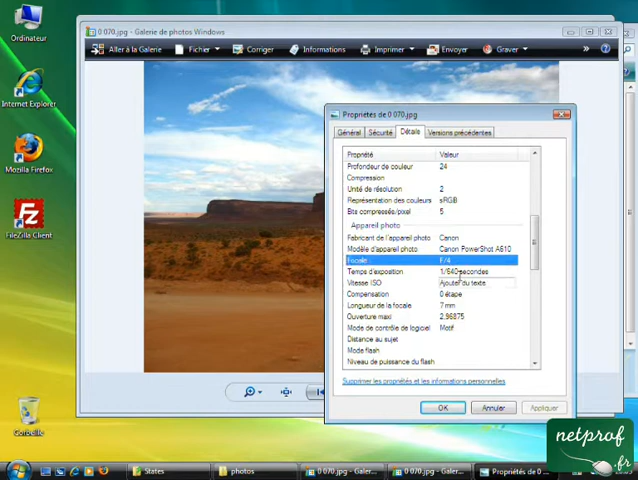 Ordinateur
Internet Explorer
Mozilla Firefox
FileZilla Client
Corbeille
0 070.jpg - Galerie de photos Windows
Aller à la Galerie Fichier Corriger Informations Imprimer Envoyer Graver »
Propriétés de 0 070.jpg
Général Sécurité Détails Versions précédentes
Propriété Valeur
Profondeur de couleur 24
Compression
Unité de résolution 2
Représentation des couleurs sRGB
Bits compressés/pixel 5
Appareil photo
Fabricant de l'appareil photo Canon
Modèle d'appareil photo Canon PowerShot A610
Focale F/4
Temps d'exposition 1/640 secondes
Vitesse ISO Ajouter du texte
Compensation 0 étape
Longueur de la focale 7 mm
Ouverture maxi 2,96875
Mode de contrôle de logiciel Motif
Distance au sujet
Mode flash
Niveau de puissance du flash
Supprimer les propriétés et les informations personnelles
OK Annuler Appliquer
netprof
.fr
States photos 0 070.jpg - Galer... 0 070.jpg - Galer... Propriétés de 0...